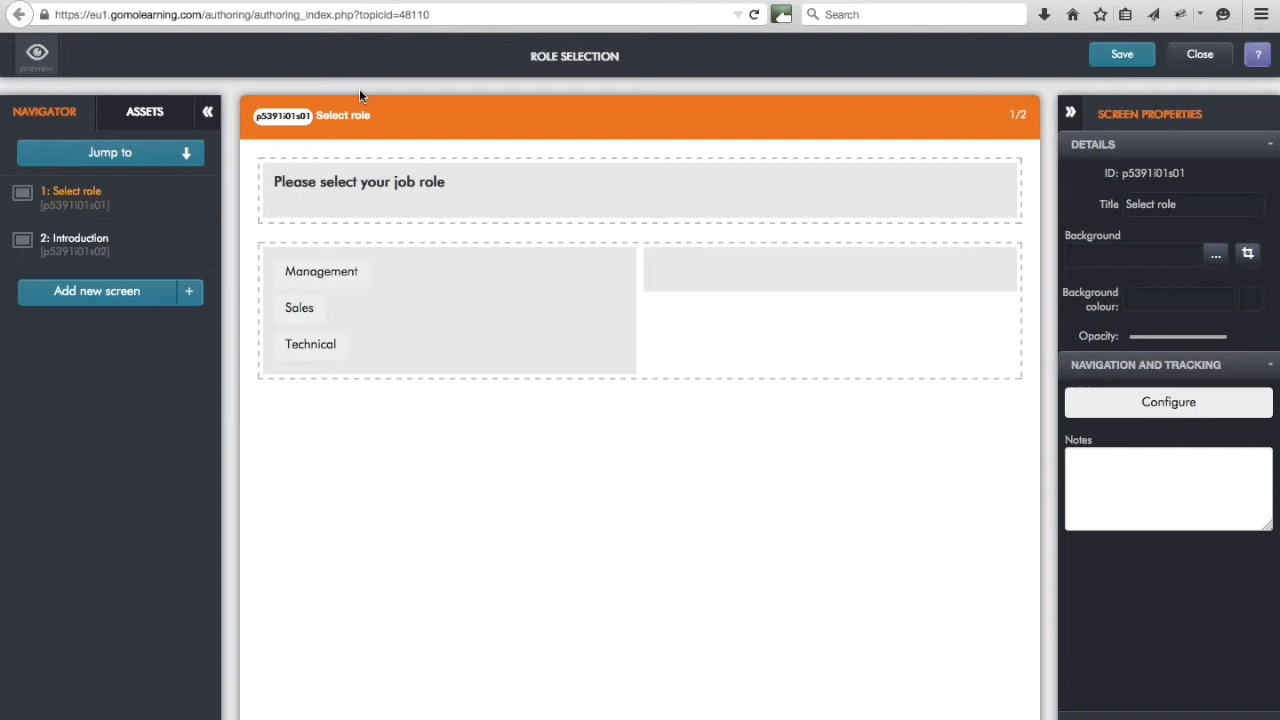 https://eu1.gomolearning.com/authoring/authoring_index.php?topicid=48110
Search
preview
ROLE SELECTION
Save
Close
?
NAVIGATOR
ASSETS
Jump to
1: Select role
[p5391i01s01]
2: Introduction
[p5391i01s02]
Add new screen
+
p5391i01s01 Select role
1/2
Please select your job role
Management
Sales
Technical
SCREEN PROPERTIES
DETAILS
ID: p5391i01s01
Title Select role
Background
...
Background
colour:
Opacity:
NAVIGATION AND TRACKING
Configure
Notes